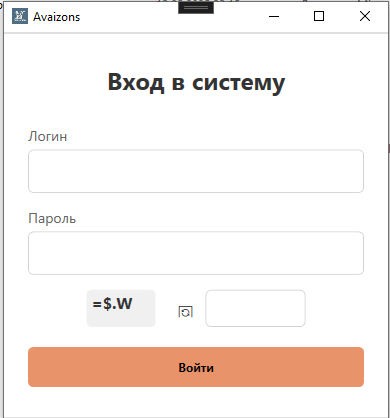 Avaizons
Вход в систему
Логин
Пароль
=$.W
Войти